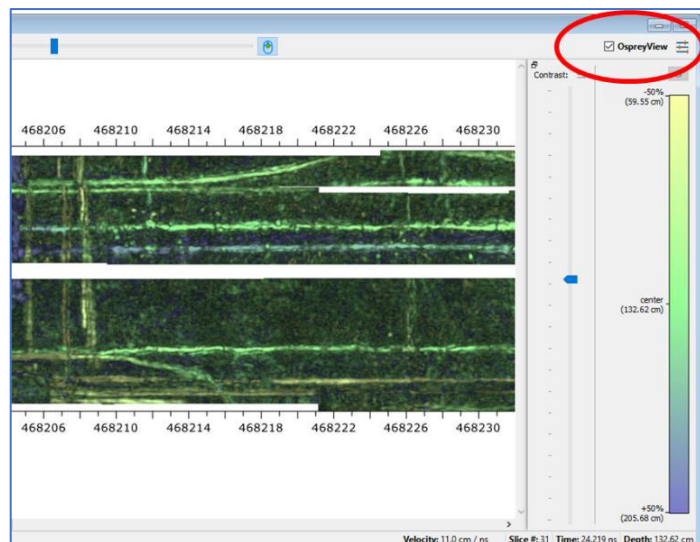 OspreyView
Contrast:
-50%
(59.55 cm)
468206 468210 468214 468218 468222 468226 468230
center
(132.62 cm)
468206 468210 468214 468218 468222 468226 468230
+50%
(205.68 cm)
Velocity: 11.0 cm / ns Slice #: 31 Time: 24.219 ns Depth: 132.62 cm